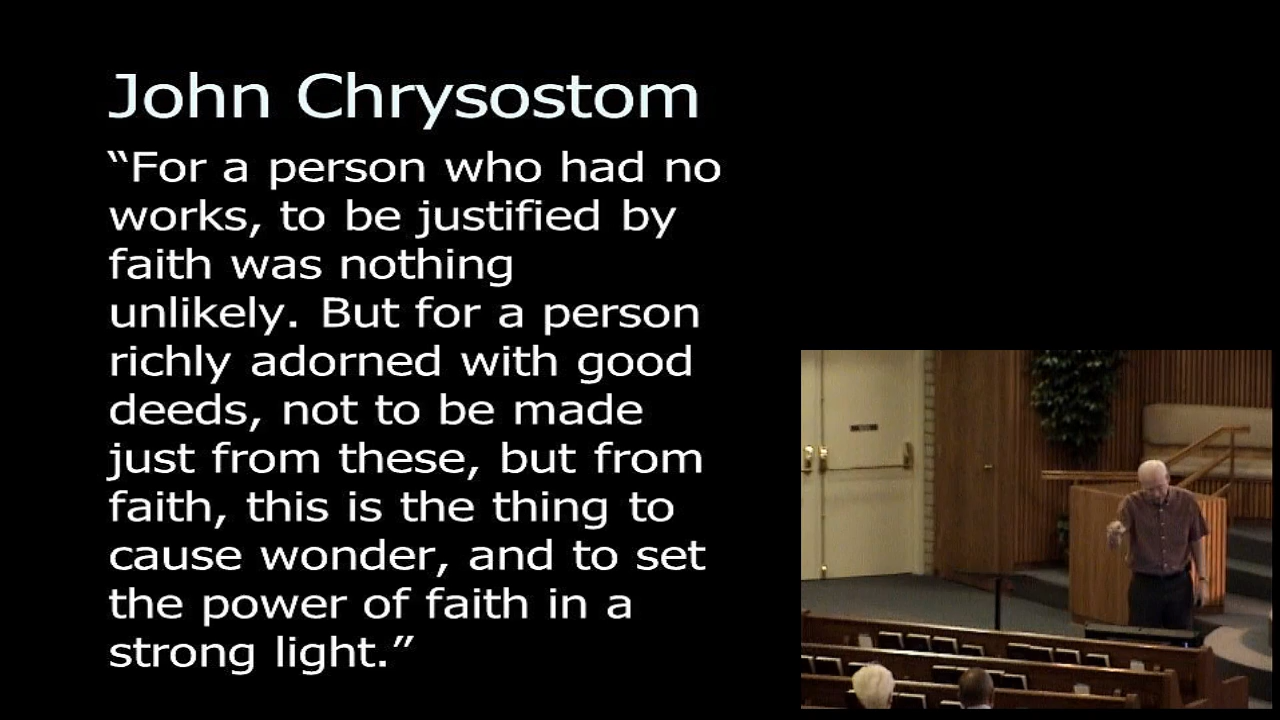 John Chrysostom
“For a person who had no
works, to be justified by
faith was nothing
unlikely. But for a person
richly adorned with good
deeds, not to be made
just from these, but from
faith, this is the thing to
cause wonder, and to set
the power of faith in a
strong light.”